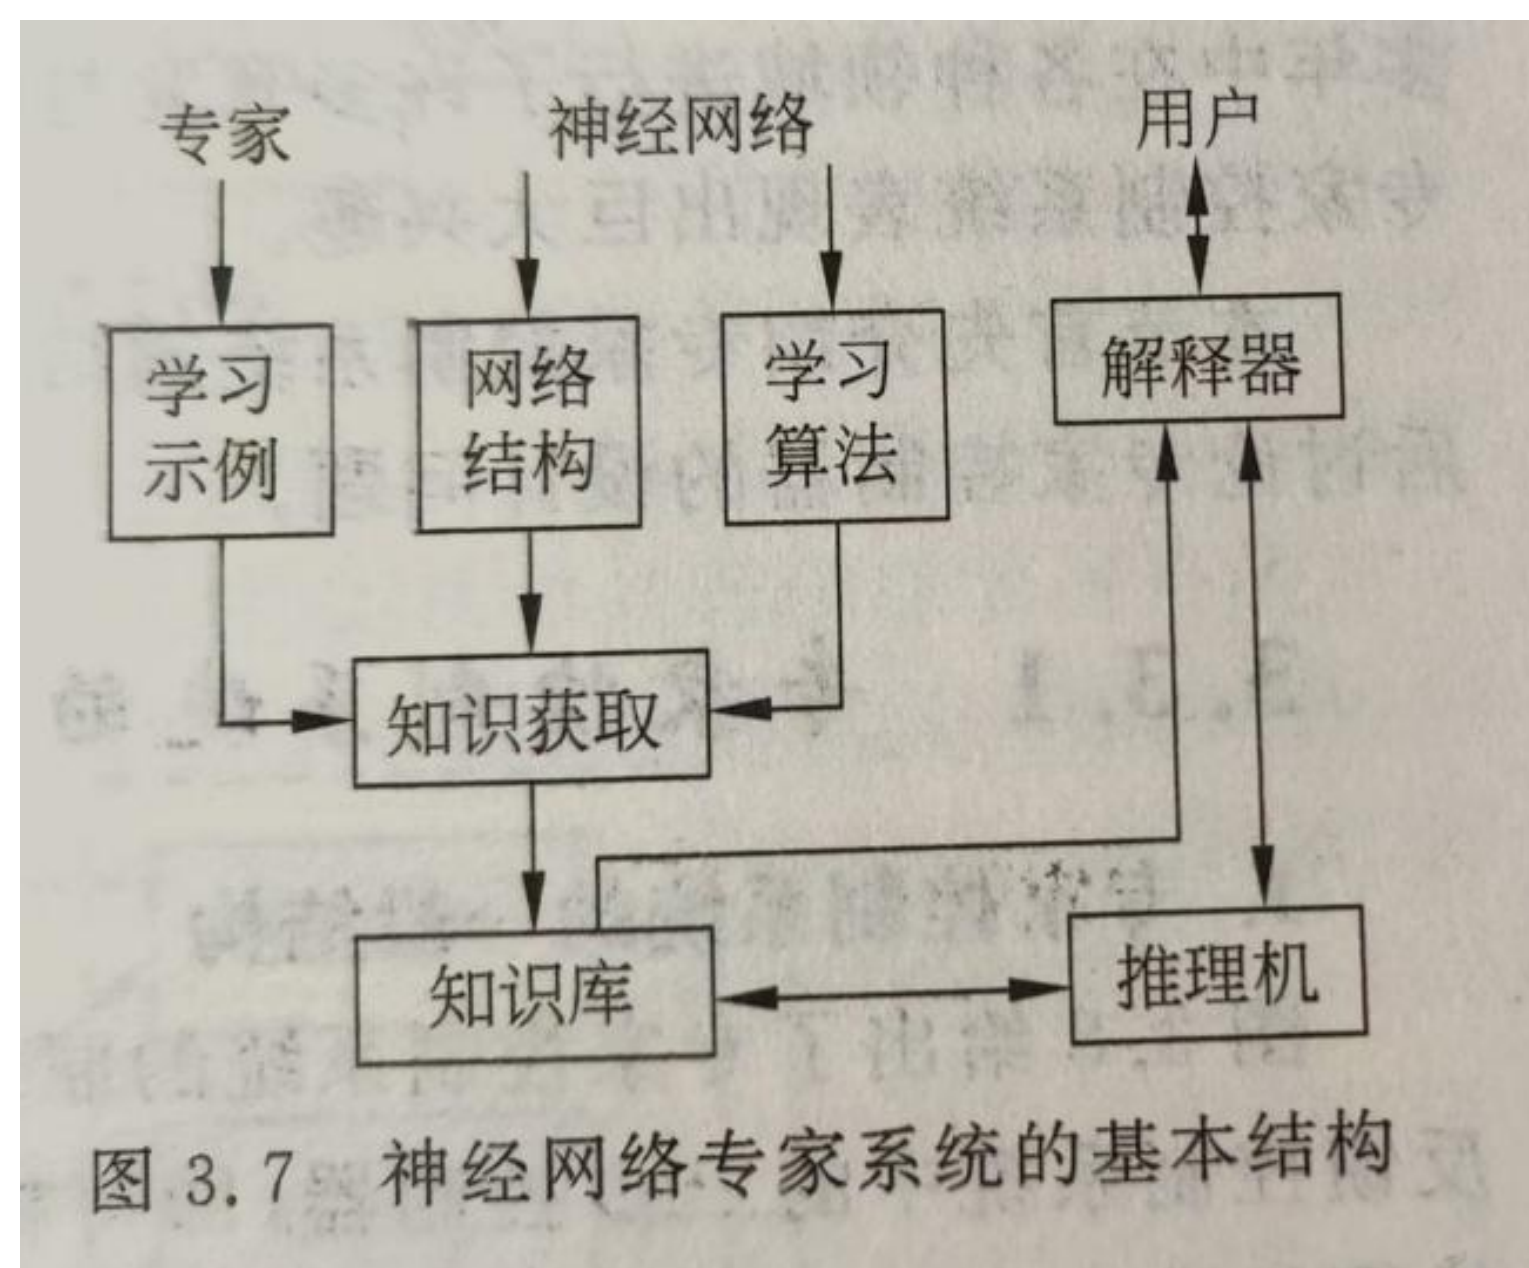 专家 神经网络 用户
学习
示例
网络
结构
学习
算法
解释器
知识获取
知识库
推理机
图 3.7 神经网络专家系统的基本结构